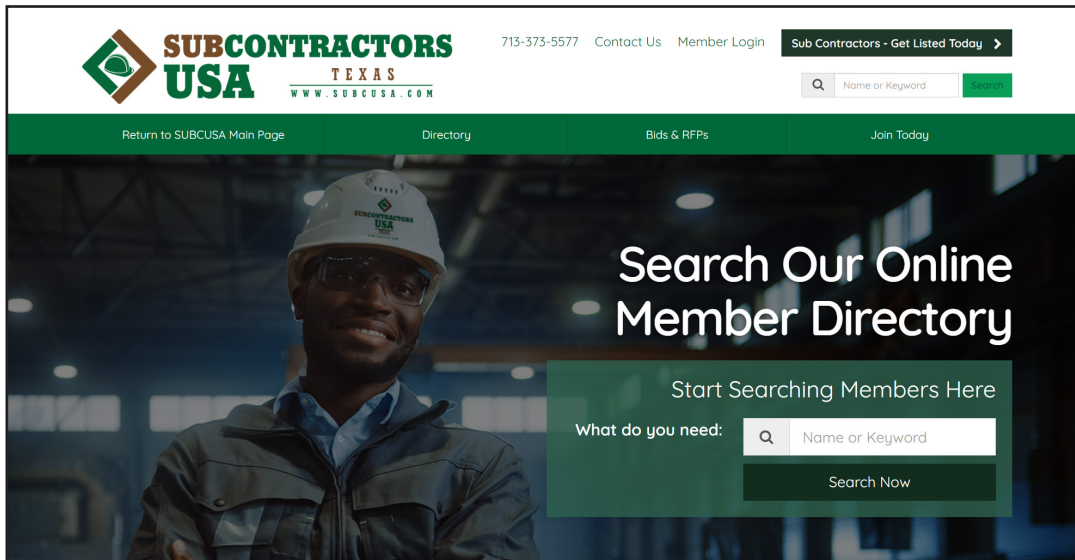 SUBCONTRACTORS
USA
TEXAS
WWW.SUBCUSA.COM
713-373-5577 Contact Us Member Login Sub Contractors - Get Listed Today
Name or Keyword Search
Return to SUBCUSA Main Page Directory Bids & RFPs Join Today
SUBCONTRACTORS
USA
Search Our Online
Member Directory
Start Searching Members Here
What do you need: Name or Keyword
Search Now